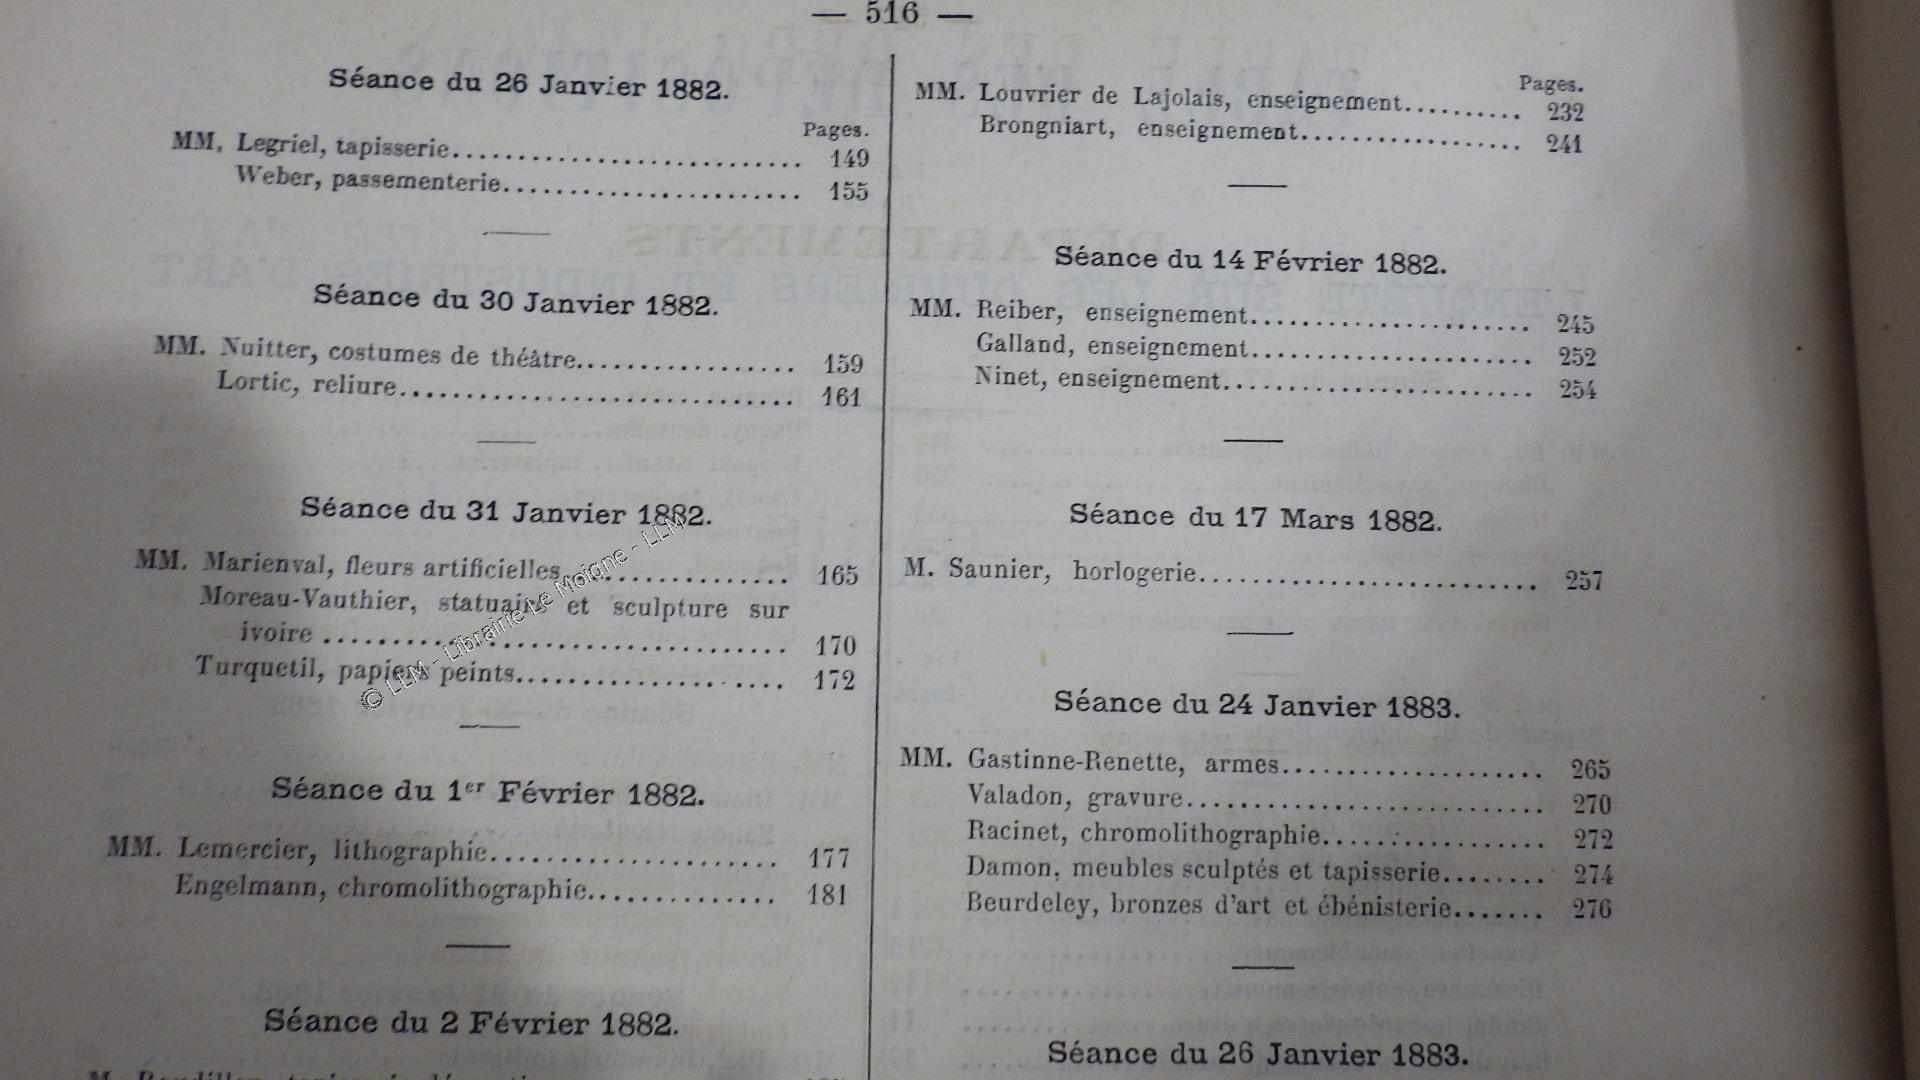 — 516 —
Séance du 26 Janvier 1882.
Pages.
MM. Legriel, tapisserie........................... 149
Weber, passementerie....................... 155
Séance du 30 Janvier 1882.
MM. Nuitter, costumes de théâtre................. 159
Lortic, reliure.............................. 161
Séance du 31 Janvier 1882.
MM. Marienval, fleurs artificielles................. 165
Moreau-Vauthier, statuaire et sculpture sur
ivoire ................................... 170
Turquetil, papiers peints.................... 172
Séance du 1er Février 1882.
MM. Lemercier, lithographie...................... 177
Engelmann, chromolithographie.............. 181
Séance du 2 Février 1882.
Pages.
MM. Louvrier de Lajolais, enseignement.......... 232
Brongniart, enseignement................. 241
Séance du 14 Février 1882.
MM. Reiber, enseignement...................... 245
Galland, enseignement...................... 252
Ninet, enseignement........................ 254
Séance du 17 Mars 1882.
M. Saunier, horlogerie.......................... 257
Séance du 24 Janvier 1883.
MM. Gastinne-Renette, armes.................... 265
Valadon, gravure........................... 270
Racinet, chromolithographie................. 272
Damon, meubles sculptés et tapisserie........ 274
Beurdeley, bronzes d'art et ébénisterie....... 276
Séance du 26 Janvier 1883.
© LLM - Librairie Le Moigne - LLM